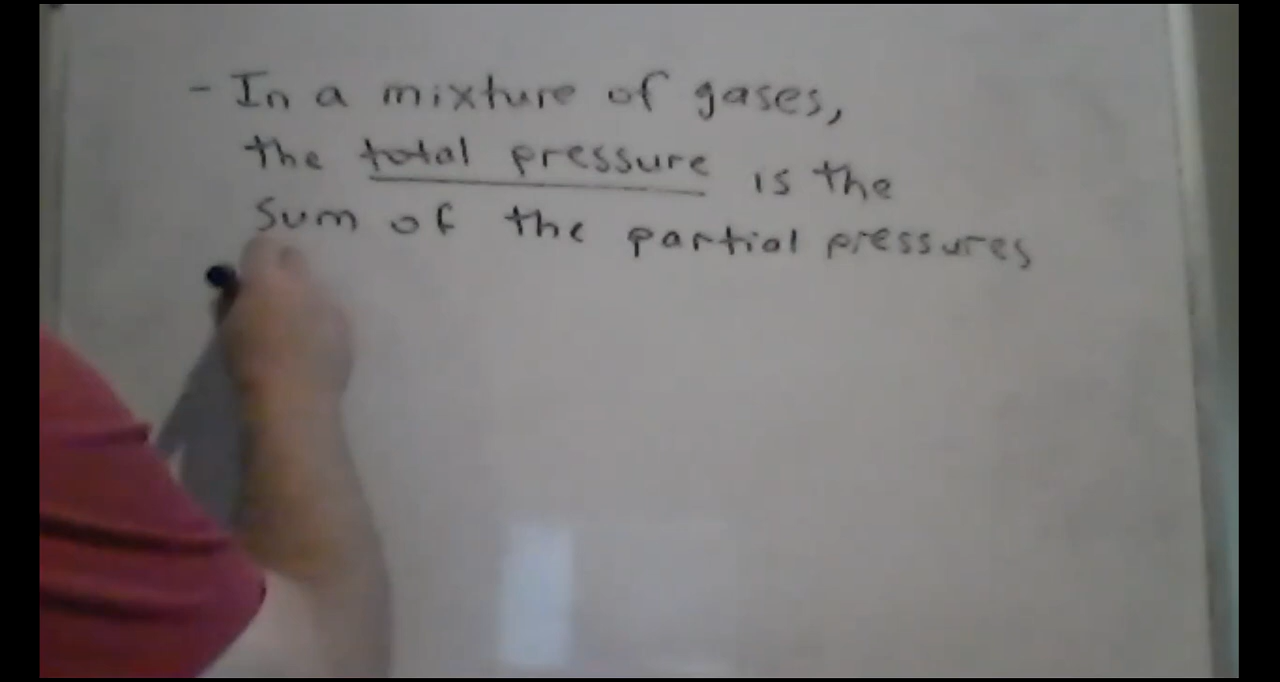 - In a mixture of gases,
the total pressure is the
sum of the partial pressures